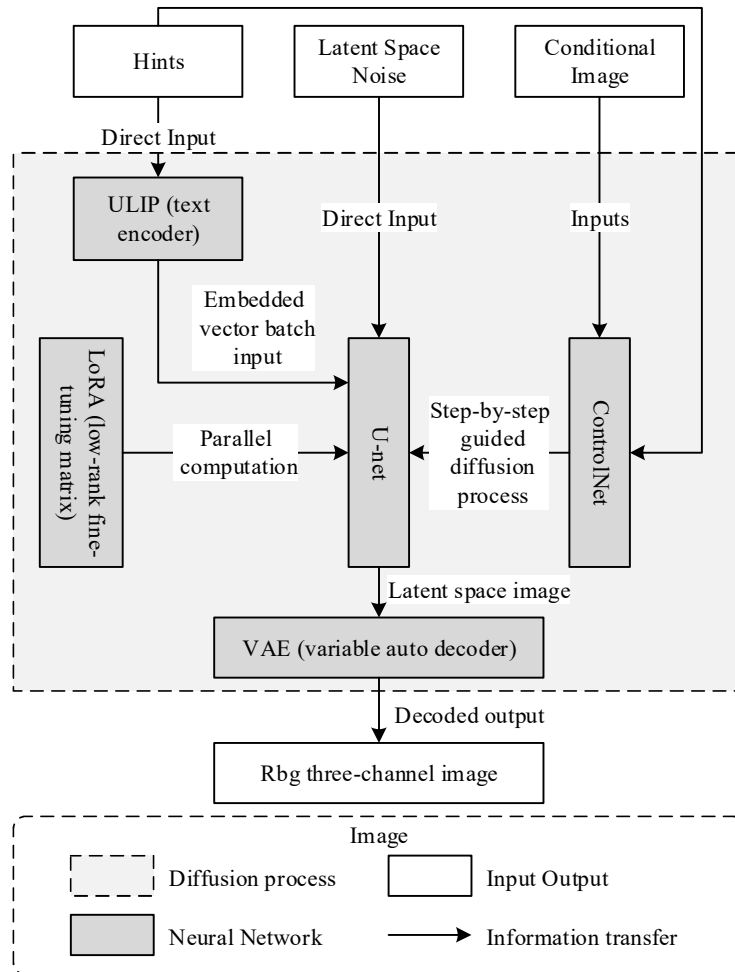 Hints
Latent Space
Noise
Conditional
Image
Direct Input
ULIP (text
encoder)
Direct Input
Inputs
Embedded
vector batch
input
LoRA (low-rank fine-
tuning matrix)
Parallel
computation
U-net
Step-by-step
guided
diffusion
process
ControlNet
Latent space image
VAE (variable auto decoder)
Decoded output
Rbg three-channel image
Image
Diffusion process
Input Output
Neural Network
Information transfer